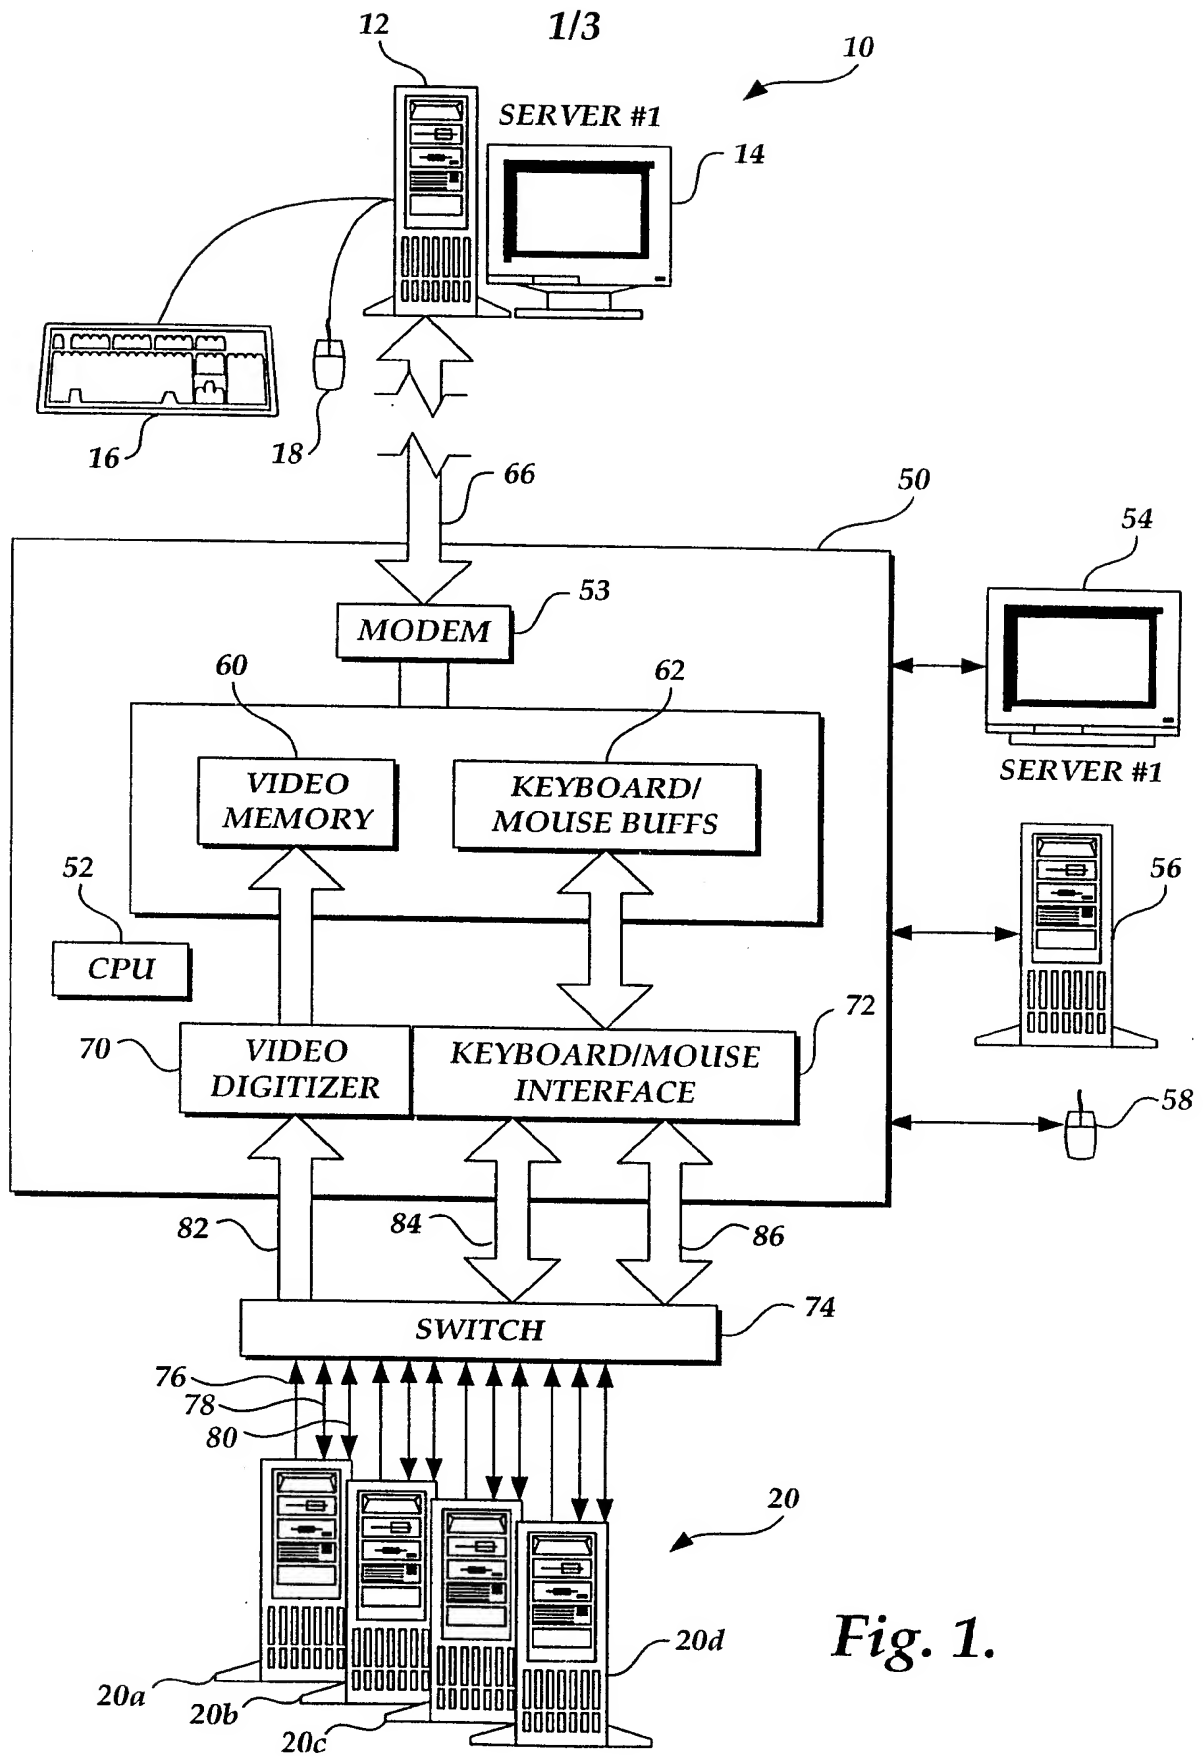 1/3
12
10
SERVER #1
14
16
18
66
50
54
53
MODEM
60
62
VIDEO
MEMORY
KEYBOARD/
MOUSE BUFFS
SERVER #1
52
CPU
56
70
VIDEO
DIGITIZER
KEYBOARD/MOUSE
INTERFACE
72
58
82
84
86
SWITCH
74
76
78
80
20
20a
20b
20c
20d
Fig. 1.